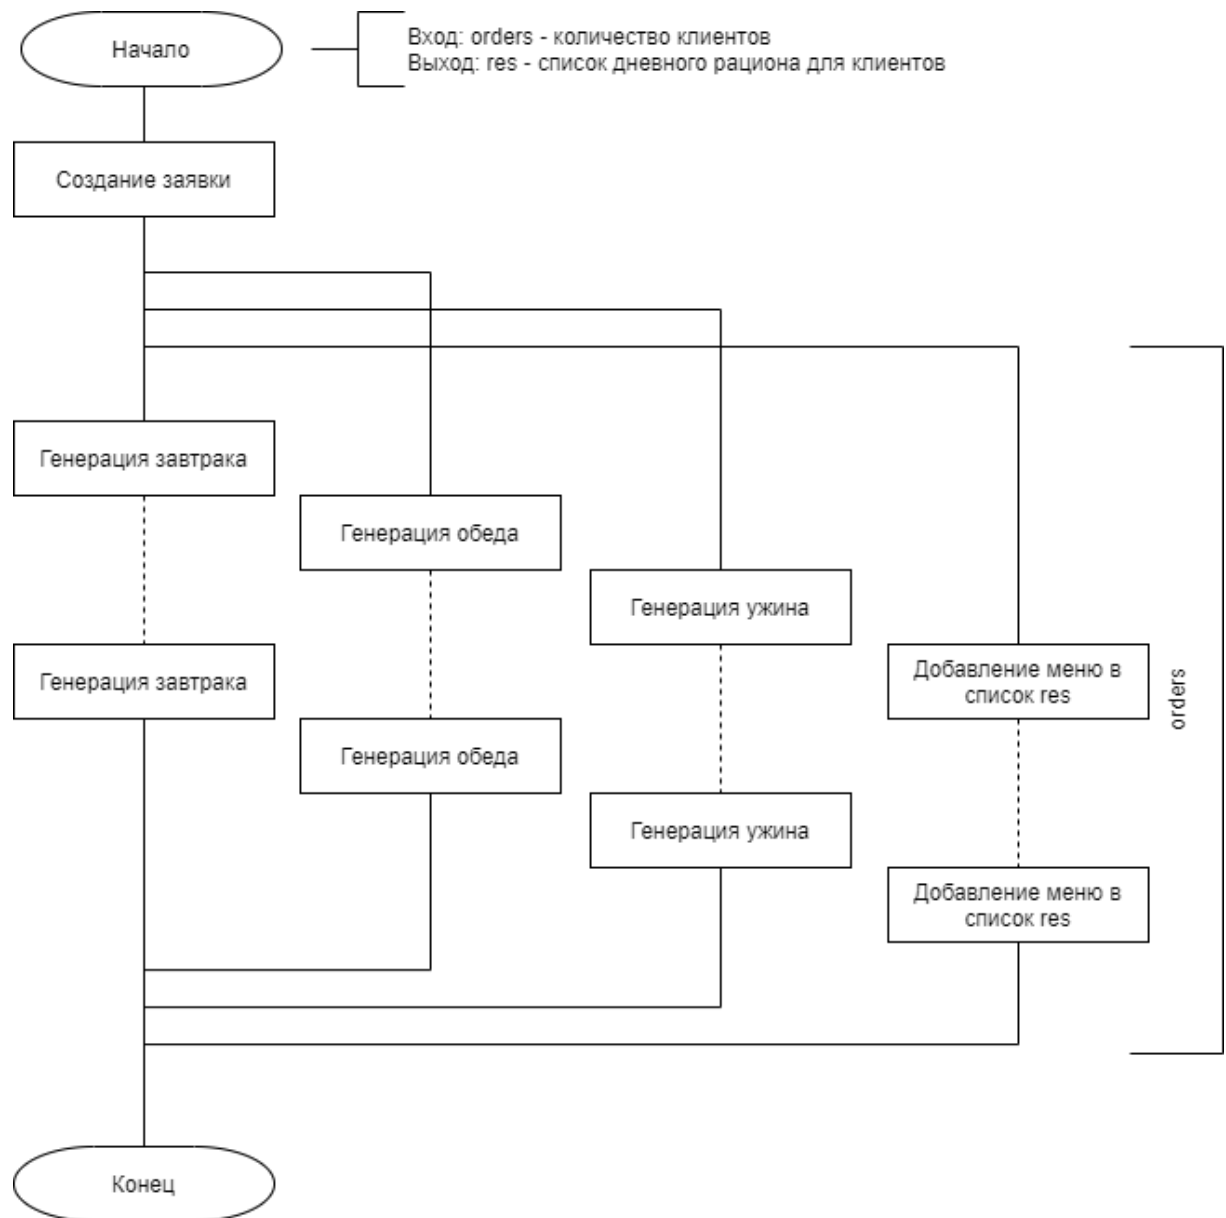 Начало
Вход: orders - количество клиентов
Выход: res - список дневного рациона для клиентов
Создание заявки
Генерация завтрака
Генерация обеда
Генерация ужина
Добавление меню в
список res
Генерация завтрака
Генерация обеда
Генерация ужина
Добавление меню в
список res
orders
Конец